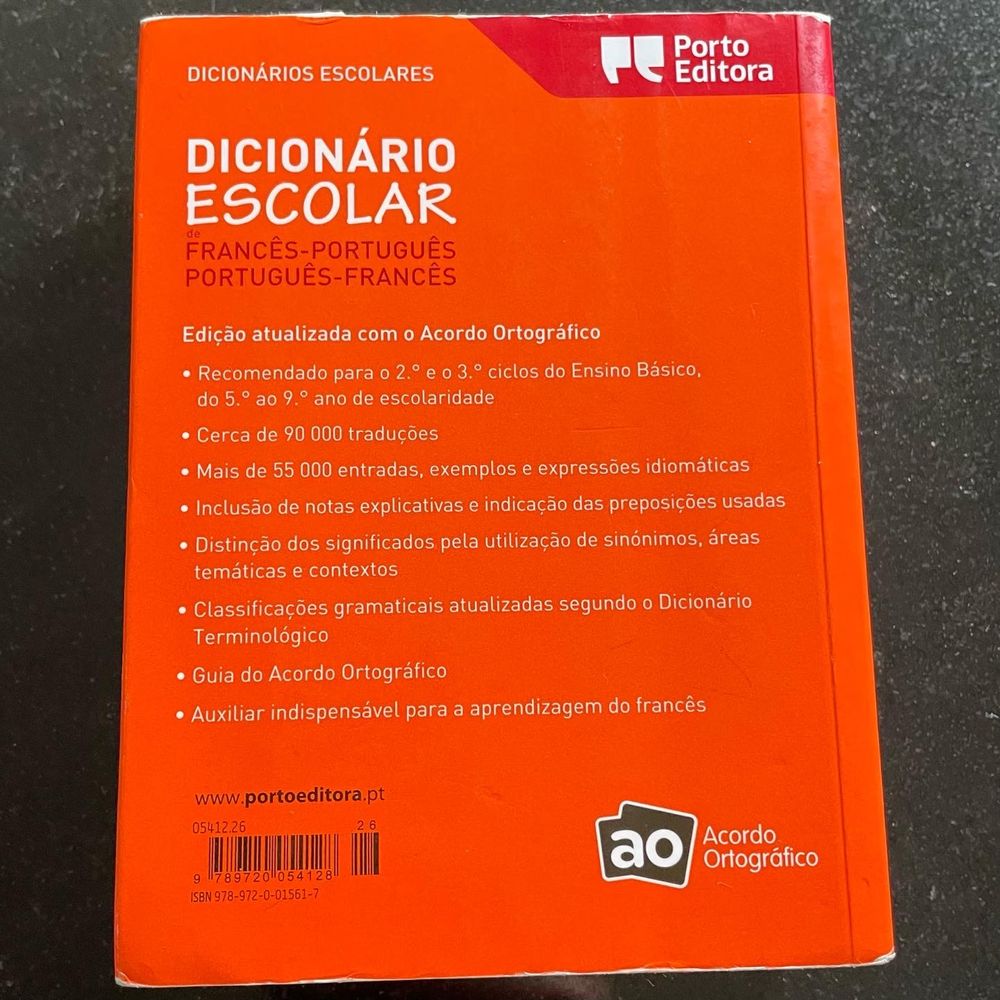 DICIONÁRIOS ESCOLARES
Porto
Editora
DICIONÁRIO
ESCOLAR
de
FRANCÊS-PORTUGUÊS
PORTUGUÊS-FRANCÊS
Edição atualizada com o Acordo Ortográfico
• Recomendado para o 2.° e o 3.° ciclos do Ensino Básico,
do 5.° ao 9.° ano de escolaridade
• Cerca de 90 000 traduções
• Mais de 55 000 entradas, exemplos e expressões idiomáticas
• Inclusão de notas explicativas e indicação das preposições usadas
• Distinção dos significados pela utilização de sinónimos, áreas
temáticas e contextos
• Classificações gramaticais atualizadas segundo o Dicionário
Terminológico
• Guia do Acordo Ortográfico
• Auxiliar indispensável para a aprendizagem do francês
www.portoeditora.pt
05412.26
26
9 789720 054128
ISBN 978-972-0-01561-7
ao
Acordo
Ortográfico